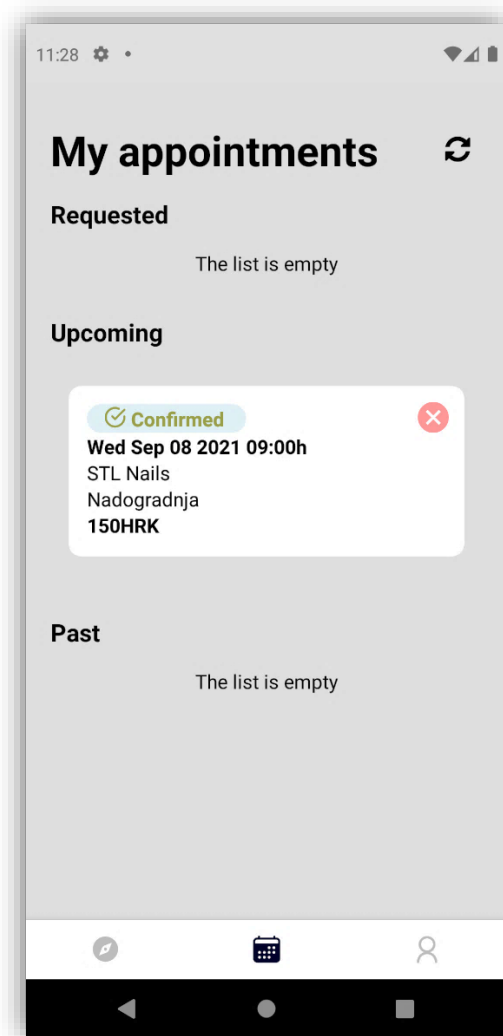 11:28
My appointments
Requested
The list is empty
Upcoming
Confirmed
Wed Sep 08 2021 09:00h
STL Nails
Nadogradnja
150HRK
Past
The list is empty